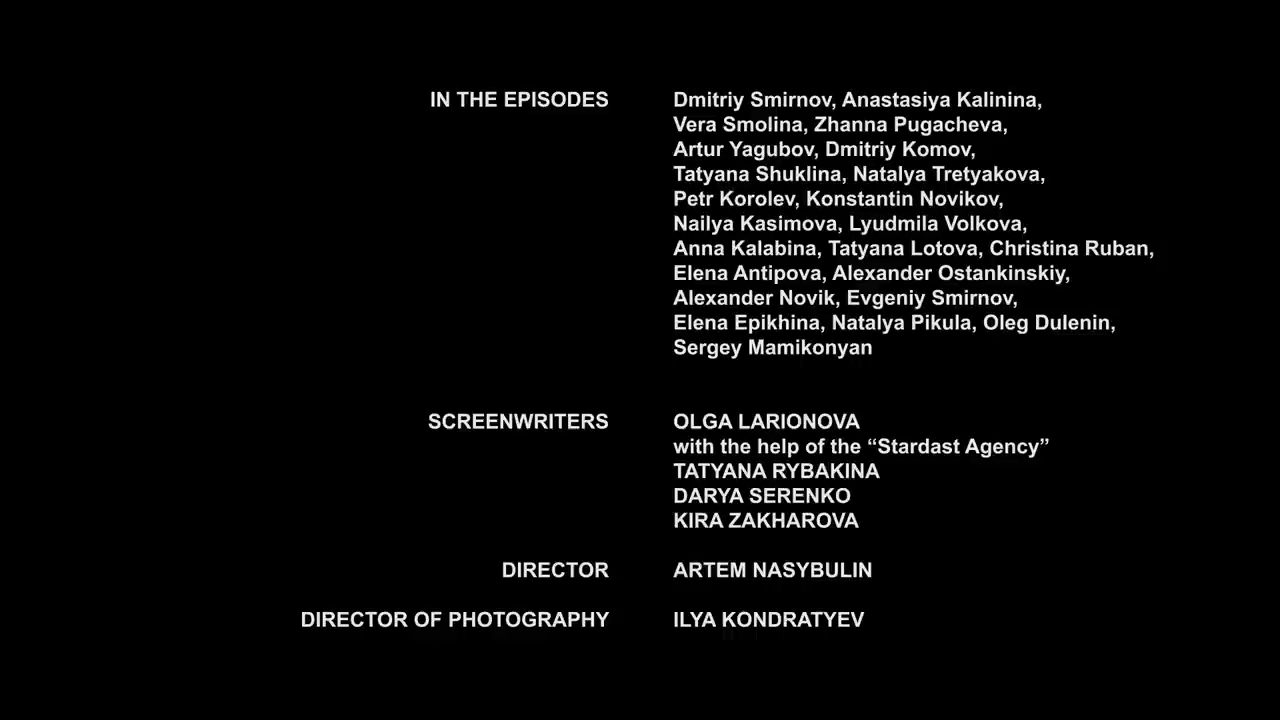 IN THE EPISODES Dmitriy Smirnov, Anastasiya Kalinina,
Vera Smolina, Zhanna Pugacheva,
Artur Yagubov, Dmitriy Komov,
Tatyana Shuklina, Natalya Tretyakova,
Petr Korolev, Konstantin Novikov,
Nailya Kasimova, Lyudmila Volkova,
Anna Kalabina, Tatyana Lotova, Christina Ruban,
Elena Antipova, Alexander Ostankinskiy,
Alexander Novik, Evgeniy Smirnov,
Elena Epikhina, Natalya Pikula, Oleg Dulenin,
Sergey Mamikonyan
SCREENWRITERS OLGA LARIONOVA
with the help of the “Stardast Agency”
TATYANA RYBAKINA
DARYA SERENKO
KIRA ZAKHAROVA
DIRECTOR ARTEM NASYBULIN
DIRECTOR OF PHOTOGRAPHY ILYA KONDRATYEV